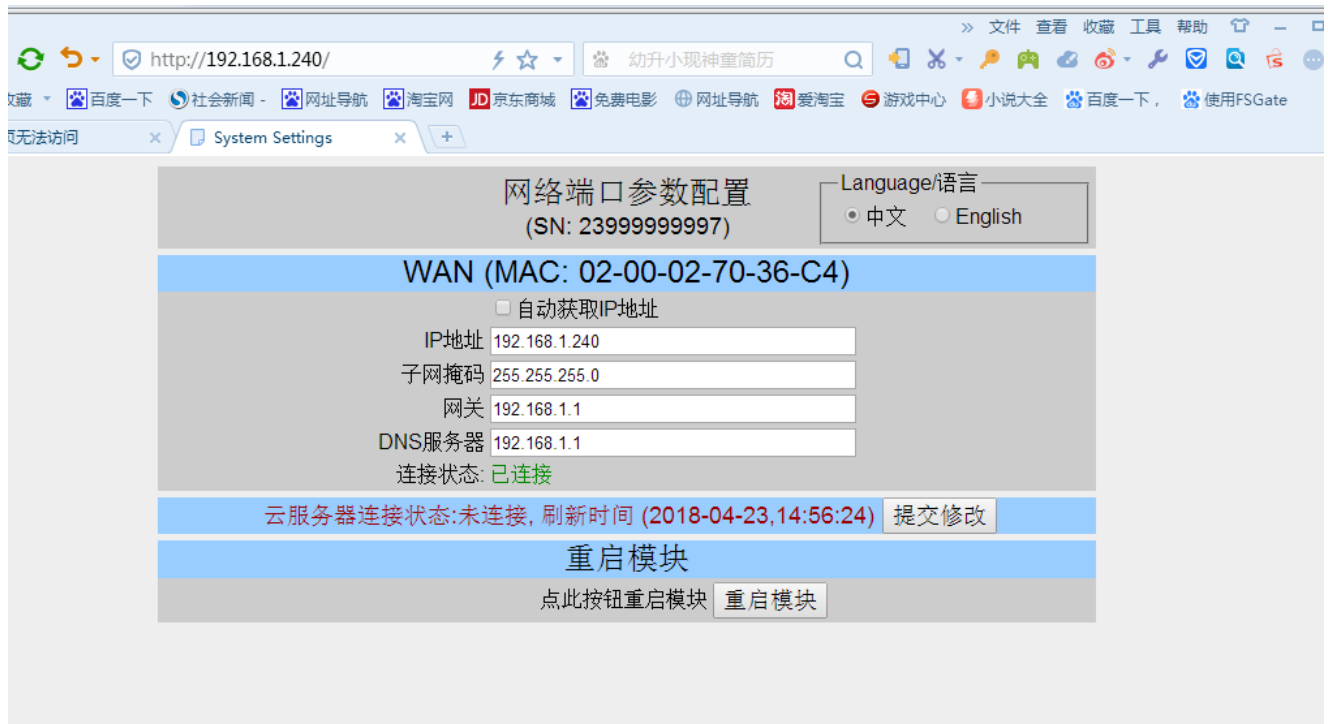 » 文件 查看 收藏 工具 帮助
http://192.168.1.240/ 幼升小现神童简历
收藏 百度一下 社会新闻 - 网址导航 淘宝网 JD 京东商城 免费电影 网址导航 淘 爱淘宝 游戏中心 小说大全 百度一下, 使用FSGate
页无法访问 System Settings
网络端口参数配置
(SN: 23999999997)
Language/语言
中文 English
WAN (MAC: 02-00-02-70-36-C4)
自动获取IP地址
IP地址 192.168.1.240
子网掩码 255.255.255.0
网关 192.168.1.1
DNS服务器 192.168.1.1
连接状态: 已连接
云服务器连接状态:未连接, 刷新时间 (2018-04-23,14:56:24) 提交修改
重启模块
点此按钮重启模块 重启模块